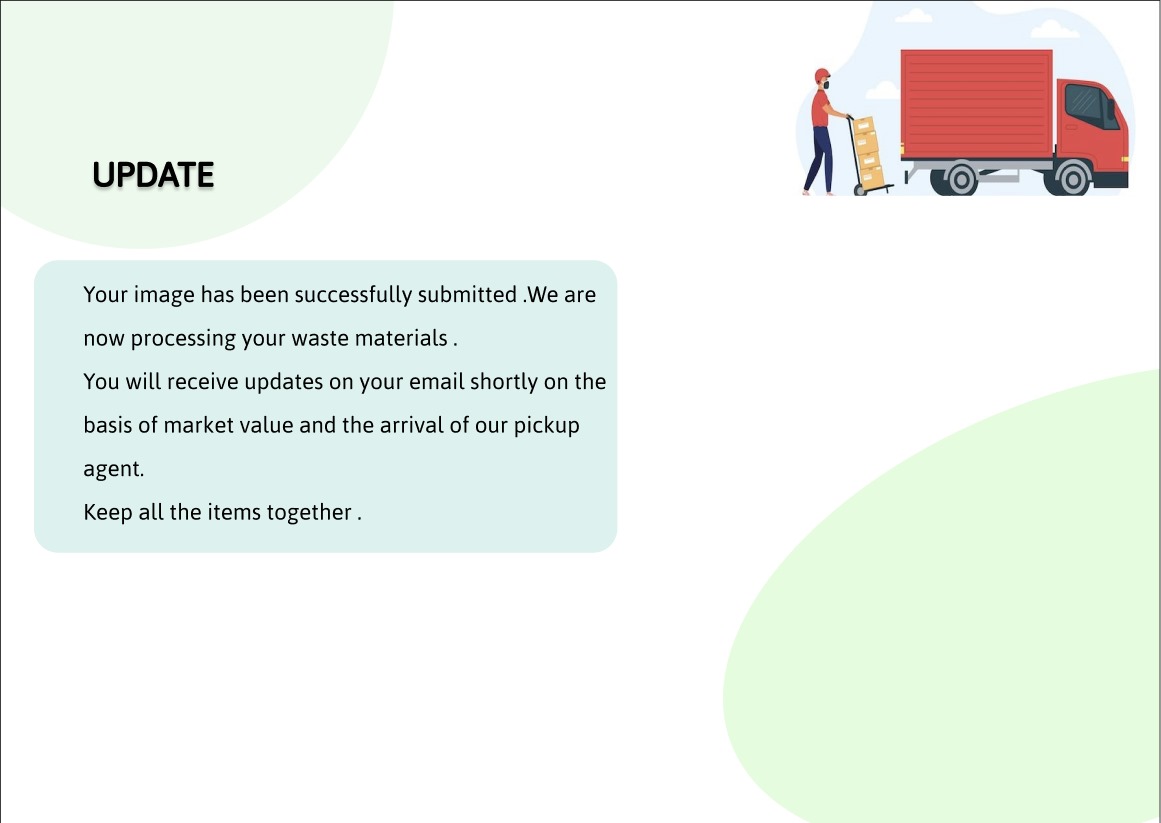 UPDATE
Your image has been successfully submitted .We are
now processing your waste materials .
You will receive updates on your email shortly on the
basis of market value and the arrival of our pickup
agent.
Keep all the items together .